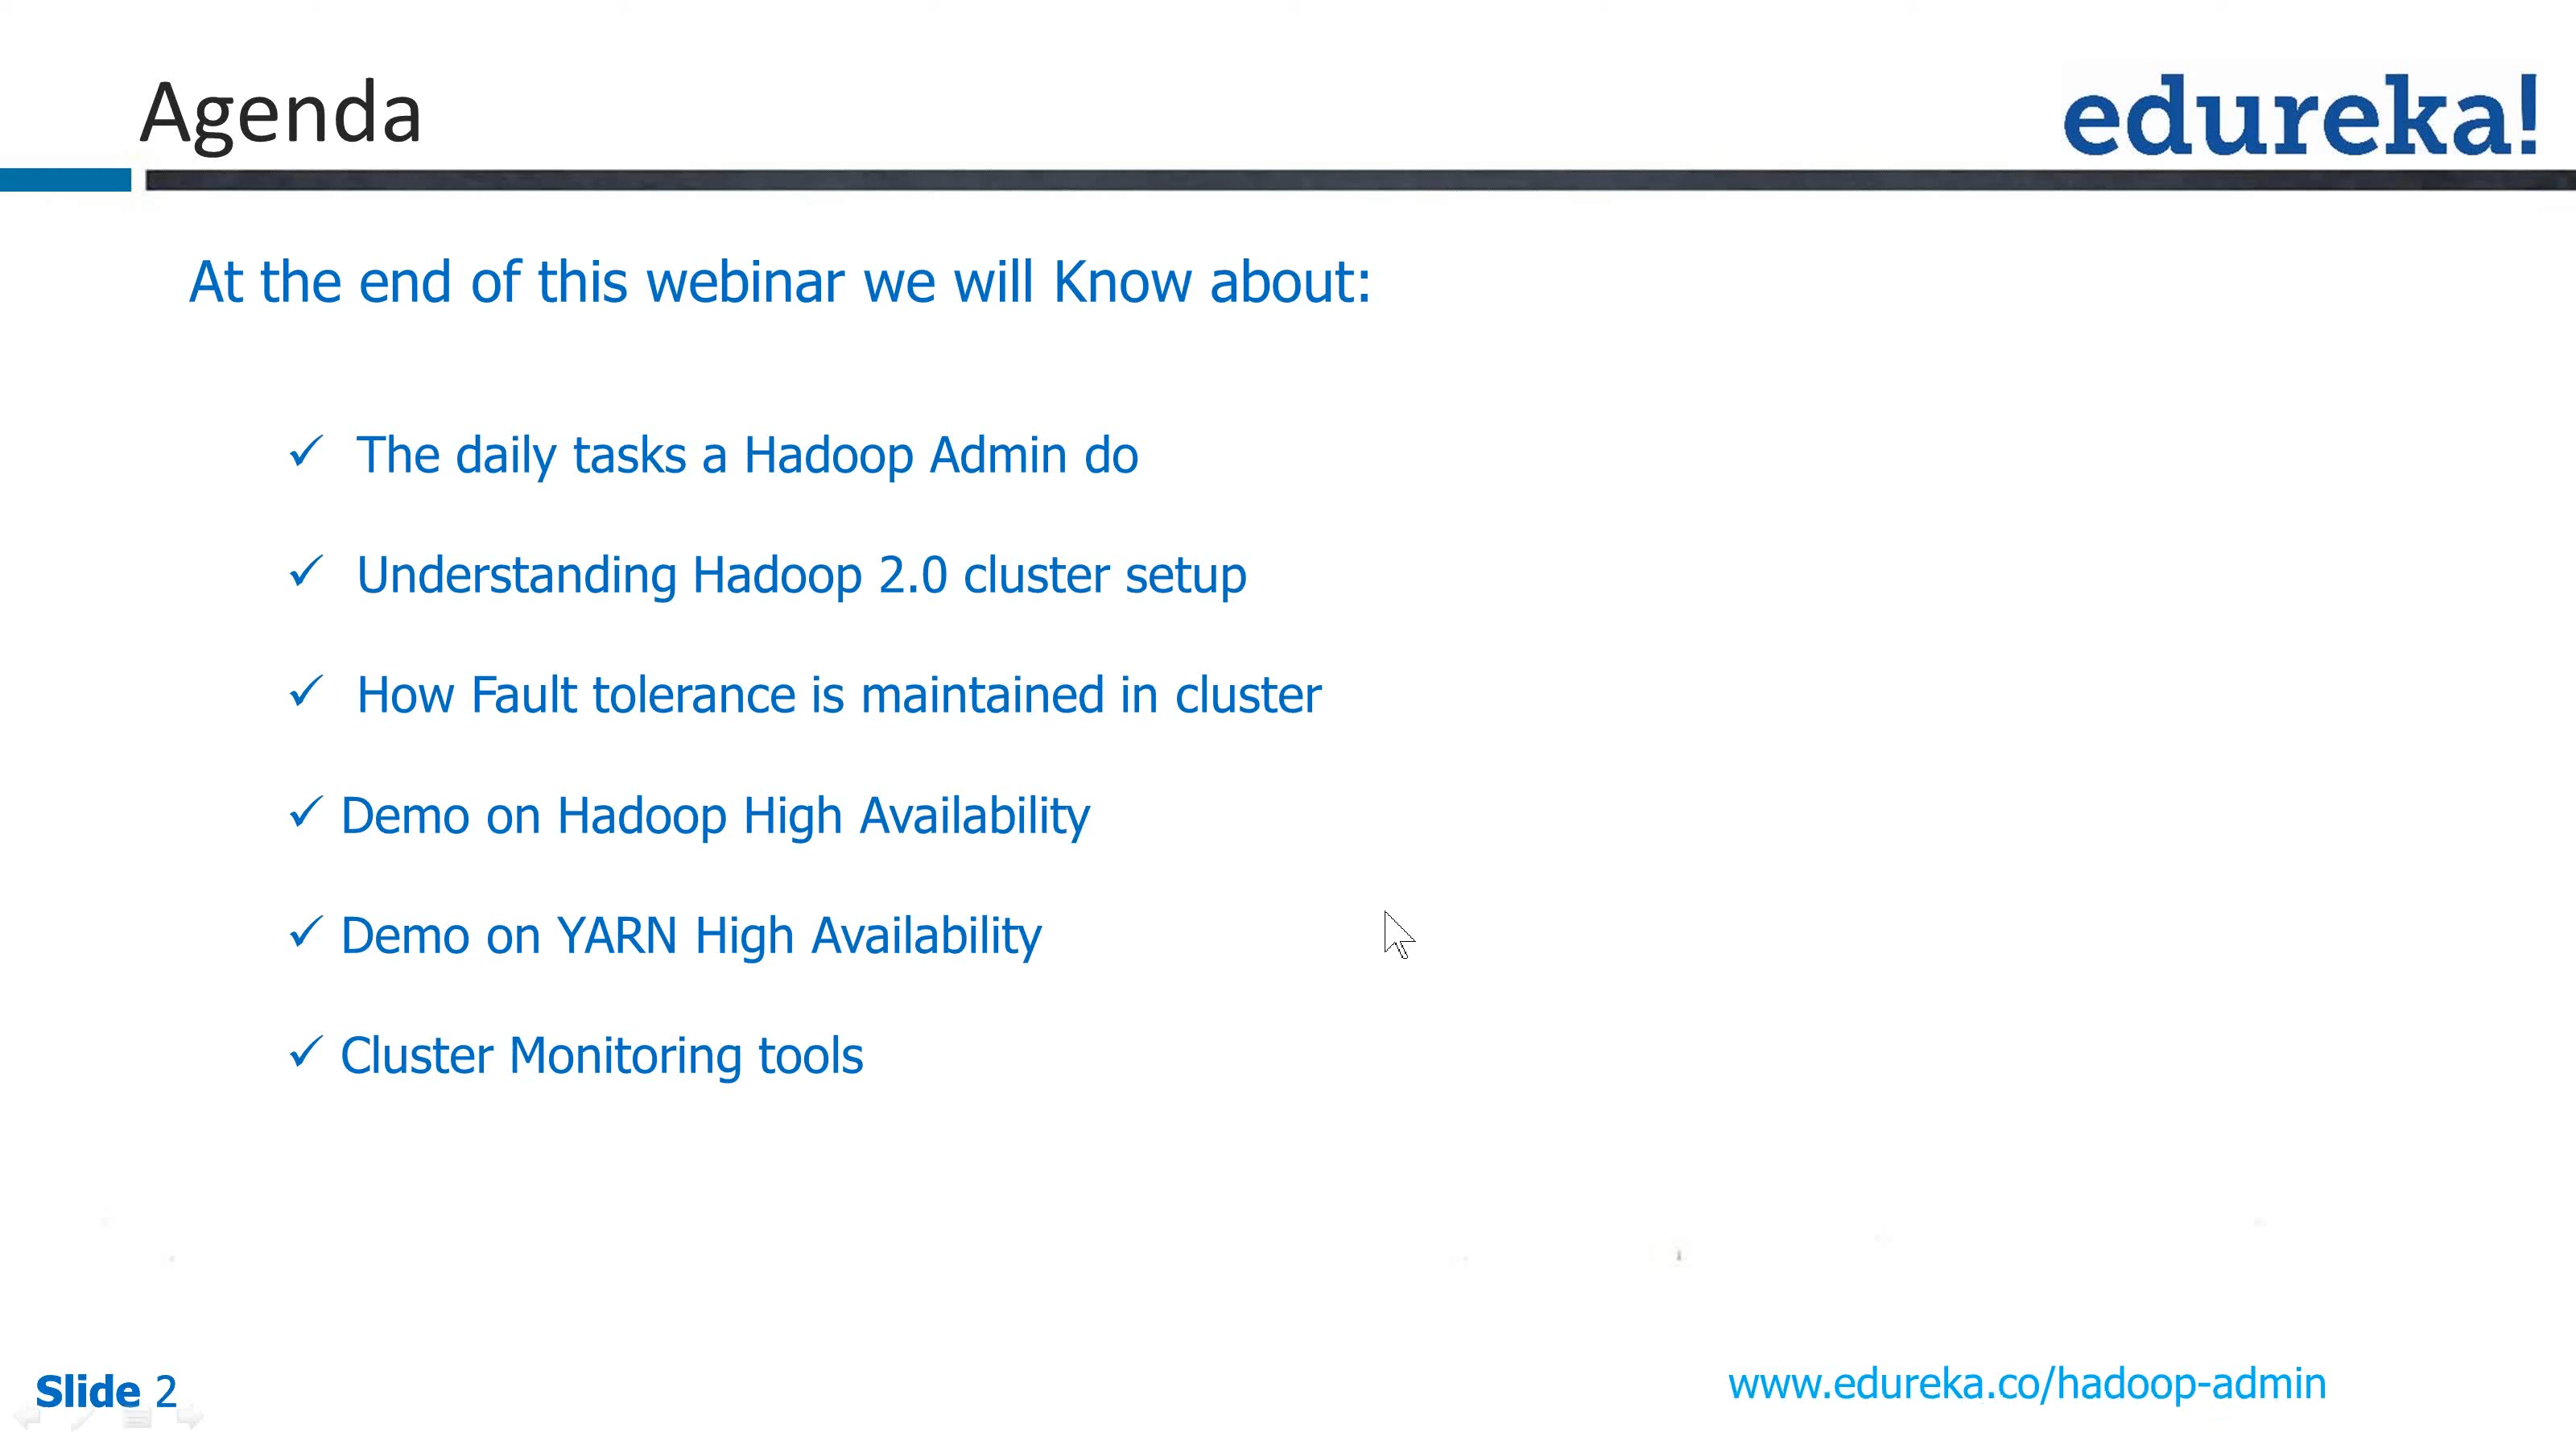 Agenda
edureka!
At the end of this webinar we will Know about:
✓ The daily tasks a Hadoop Admin do
✓ Understanding Hadoop 2.0 cluster setup
✓ How Fault tolerance is maintained in cluster
✓ Demo on Hadoop High Availability
✓ Demo on YARN High Availability
✓ Cluster Monitoring tools
Slide 2
www.edureka.co/hadoop-admin